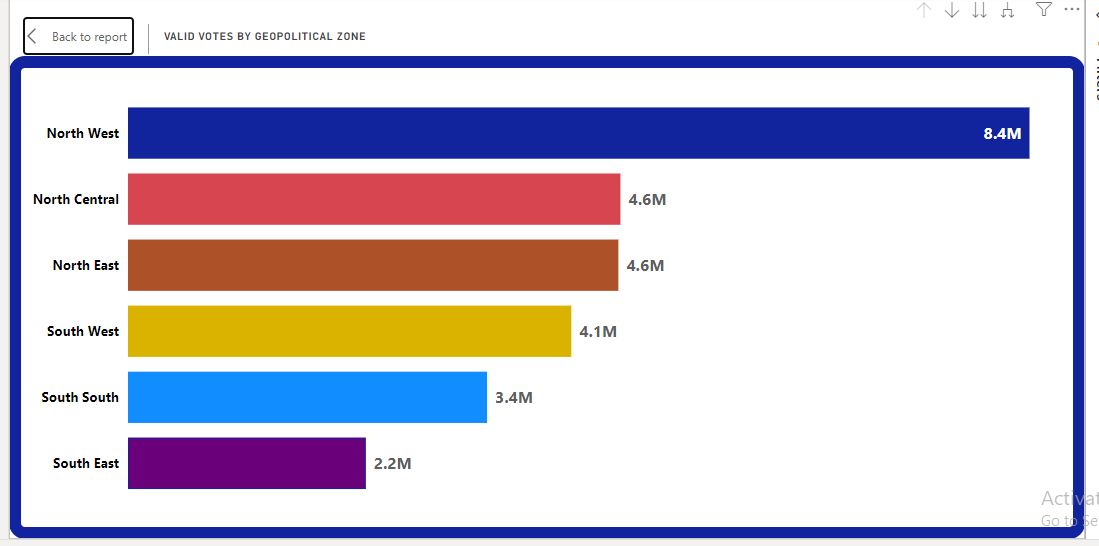 Back to report
VALID VOTES BY GEOPOLITICAL ZONE
North West 8.4M
North Central 4.6M
North East 4.6M
South West 4.1M
South South 3.4M
South East 2.2M
Activat
Go to Se